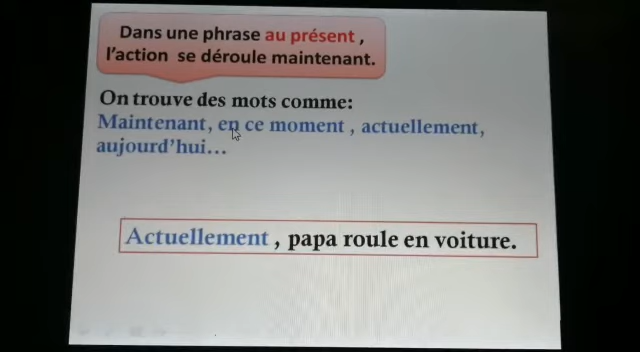 Dans une phrase au présent ,
l'action se déroule maintenant.
On trouve des mots comme:
Maintenant, en ce moment , actuellement,
aujourd'hui...
Actuellement , papa roule en voiture.